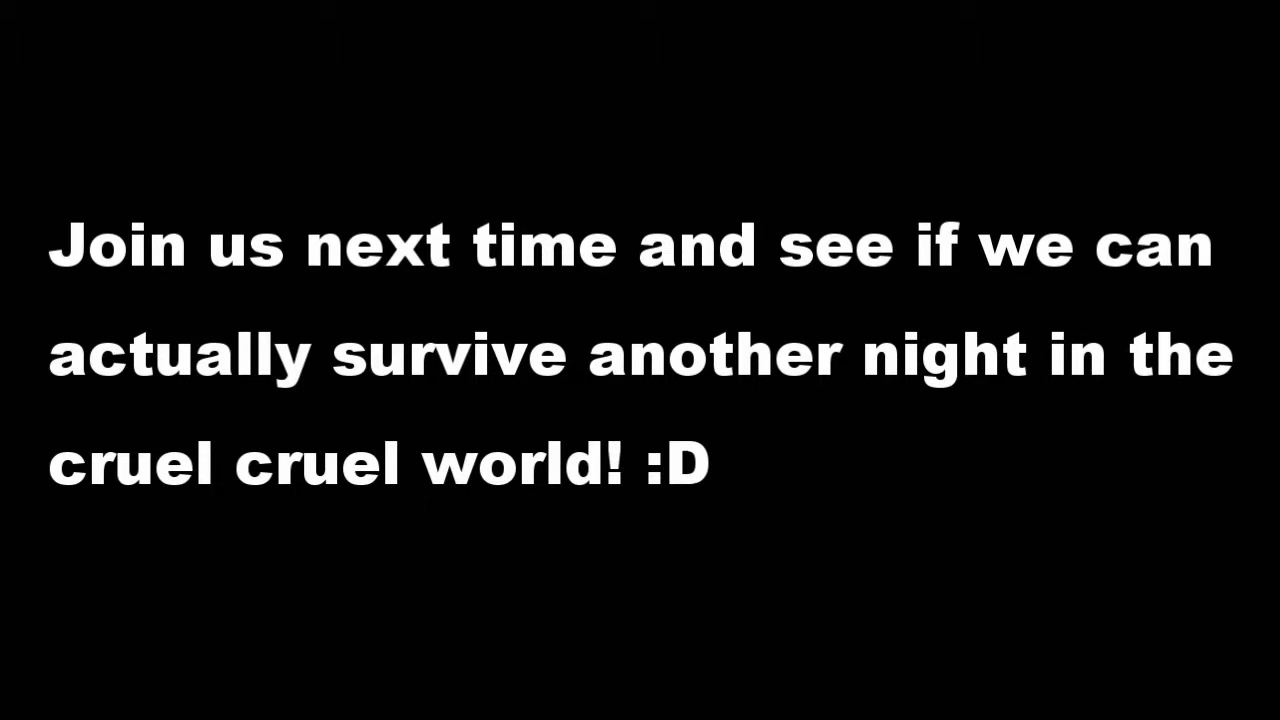 Join us next time and see if we can
actually survive another night in the
cruel cruel world! :D